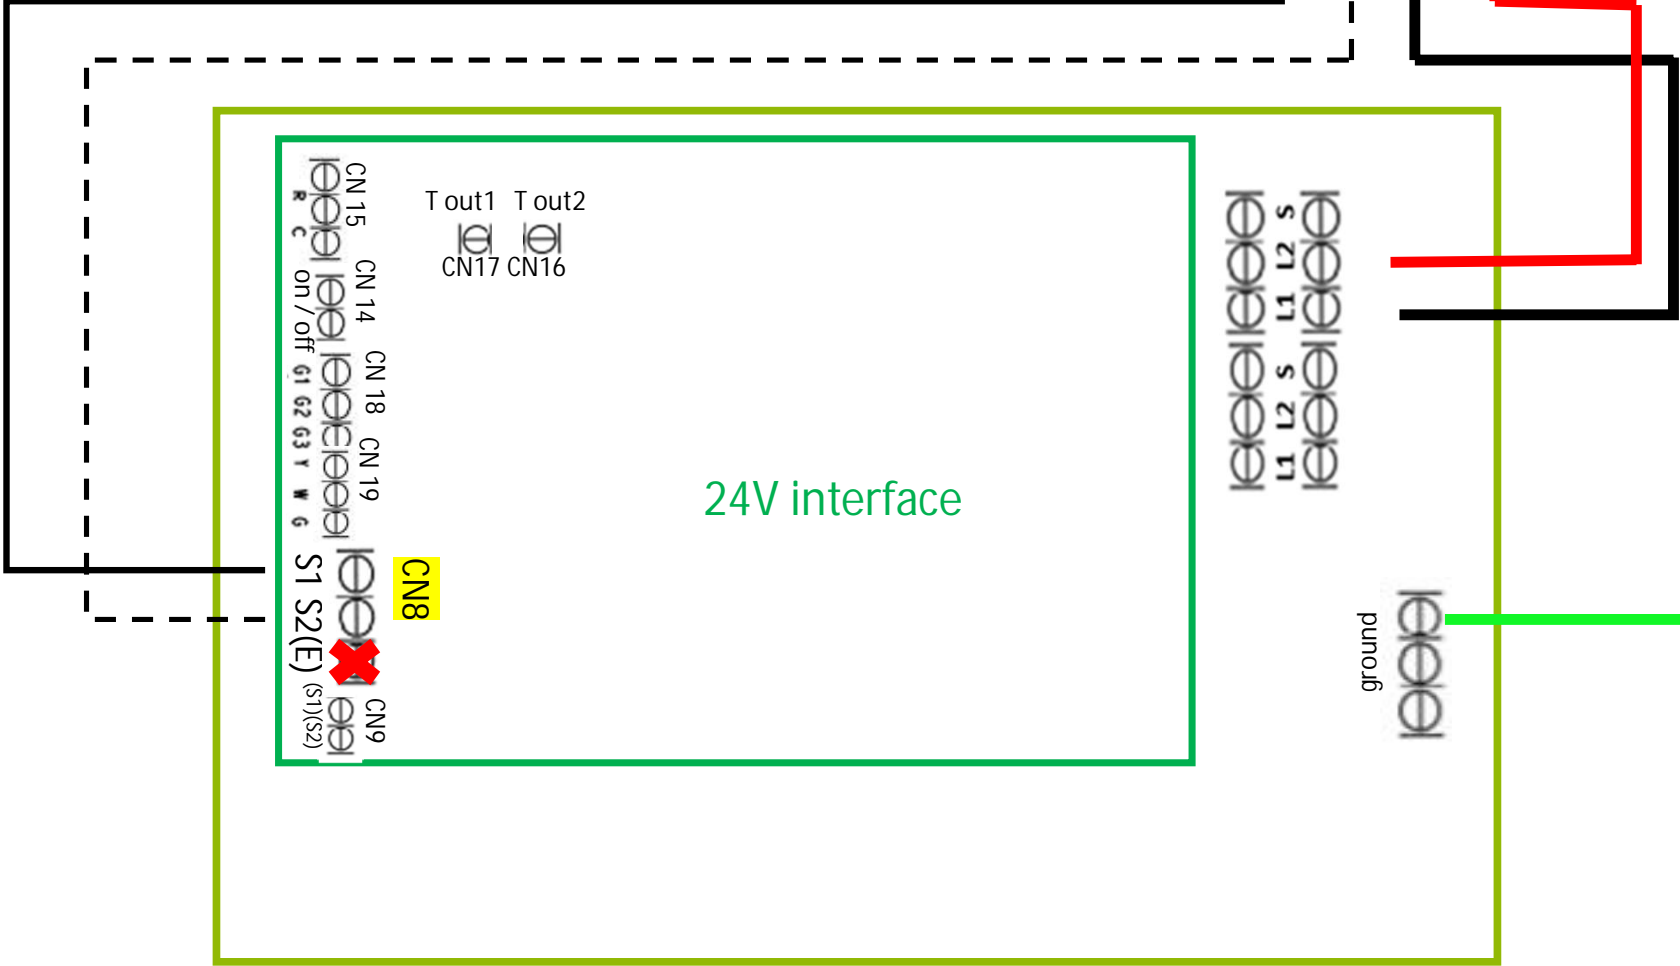 CN 15
R
C
T out1 T out2
CN17 CN16
CN 14
on / off
CN 18
G1 G2 G3
CN 19
Y W G
24V interface
CN8
S1 S2(E)
CN9
(S1)(S2)
S
L2
L1
S
L2
L1
ground